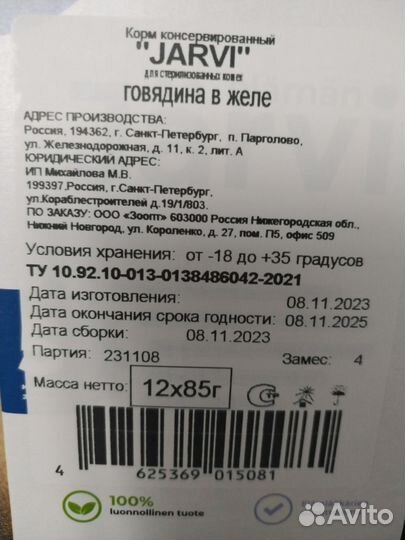 Корм консервированный
"JARVI"
для стерилизованных кошек
говядина в желе
АДРЕС ПРОИЗВОДСТВА:
Россия, 194362, г. Санкт-Петербург, п. Парголово,
ул. Железнодорожная, д. 11, к. 2, лит. А
ЮРИДИЧЕСКИЙ АДРЕС:
ИП Михайлова М.В.
199397,Россия, г.Санкт-Петербург,
ул.Кораблестроителей д.19/1/803.
ПО ЗАКАЗУ: ООО «Зоопт» 603000 Россия Нижегородская обл.,
Нижний Новгород, ул. Короленко, д. 27, пом. П5, офис 509
Условия хранения: от -18 до +35 градусов
ТУ 10.92.10-013-0138486042-2021
Дата изготовления: 08.11.2023
Дата окончания срока годности: 08.11.2025
Дата сборки: 08.11.2023
Партия: 231108 Замес: 4
Масса нетто: 12х85г
4 625369 015081
100%
luonnollinen tuote
Avito